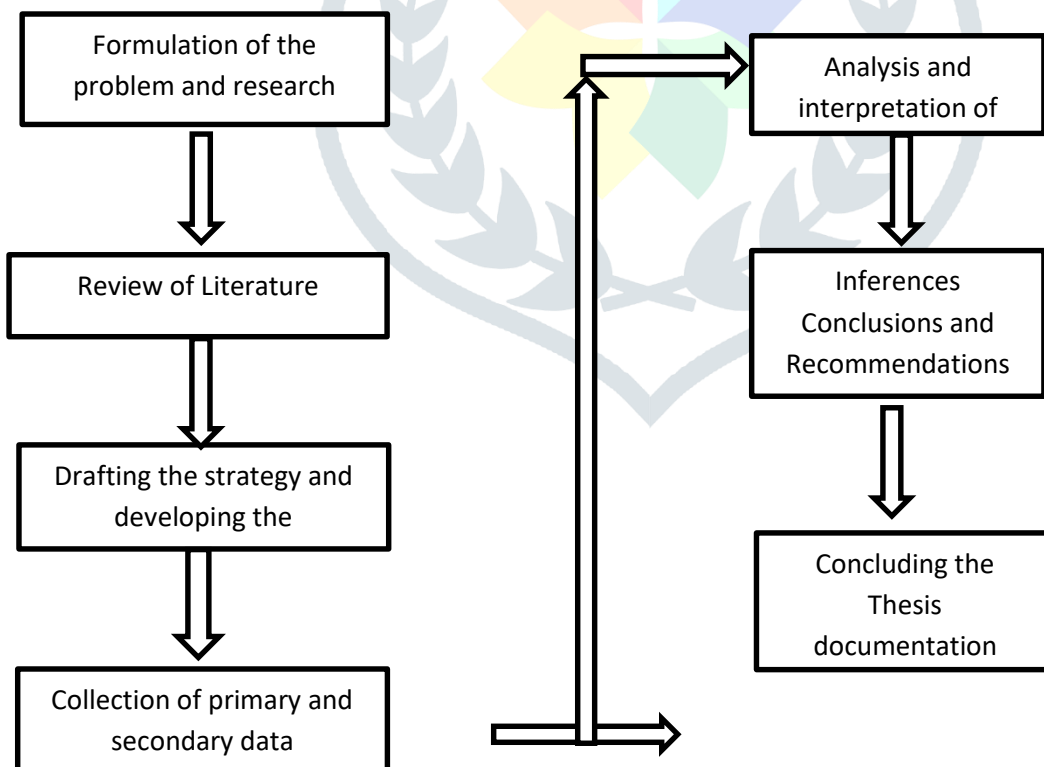 Formulation of the
problem and research
Review of Literature
Drafting the strategy and
developing the
Collection of primary and
secondary data
Analysis and
interpretation of
Inferences
Conclusions and
Recommendations
Concluding the
Thesis
documentation